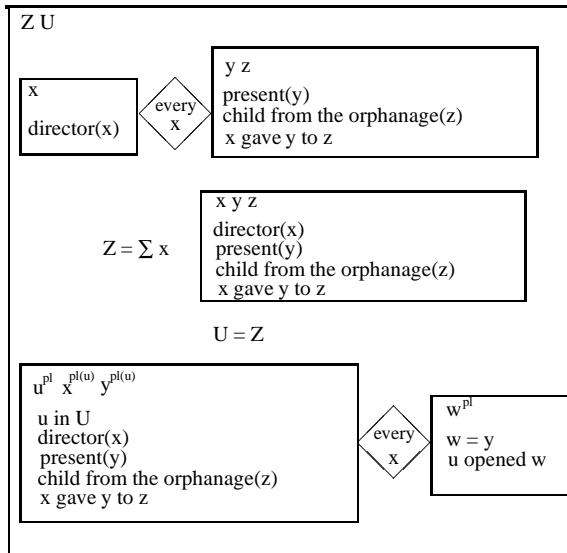 Z U
x
director(x)
every
x
y z
present(y)
child from the orphanage(z)
x gave y to z
Z = ∑ x
x y z
director(x)
present(y)
child from the orphanage(z)
x gave y to z
U = Z
u^pl x^pl(u) y^pl(u)
u in U
director(x)
present(y)
child from the orphanage(z)
x gave y to z
every
x
w^pl
w = y
u opened w